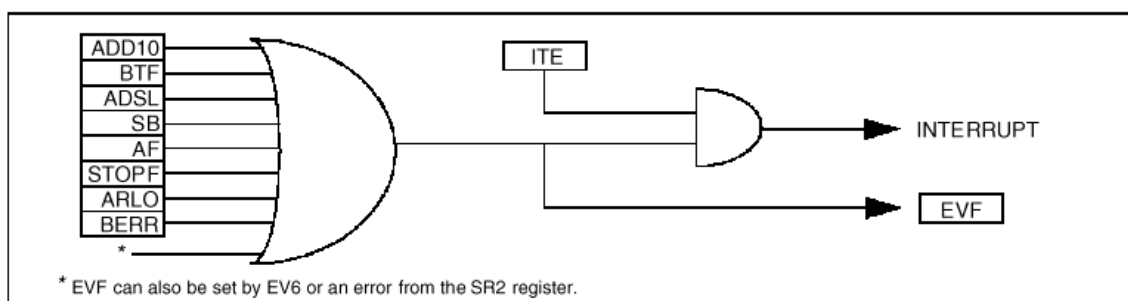 ADD10
BTF
ADSL
SB
AF
STOPF
ARLO
BERR
*
ITE
INTERRUPT
EVF
* EVF can also be set by EV6 or an error from the SR2 register.